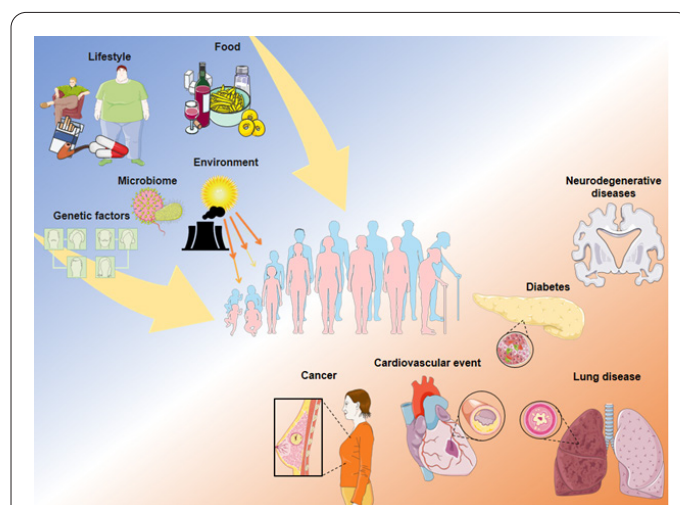 Lifestyle
Food
Environment
Microbiome
Genetic factors
Neurodegenerative
diseases
Diabetes
Cardiovascular event
Cancer
Lung disease